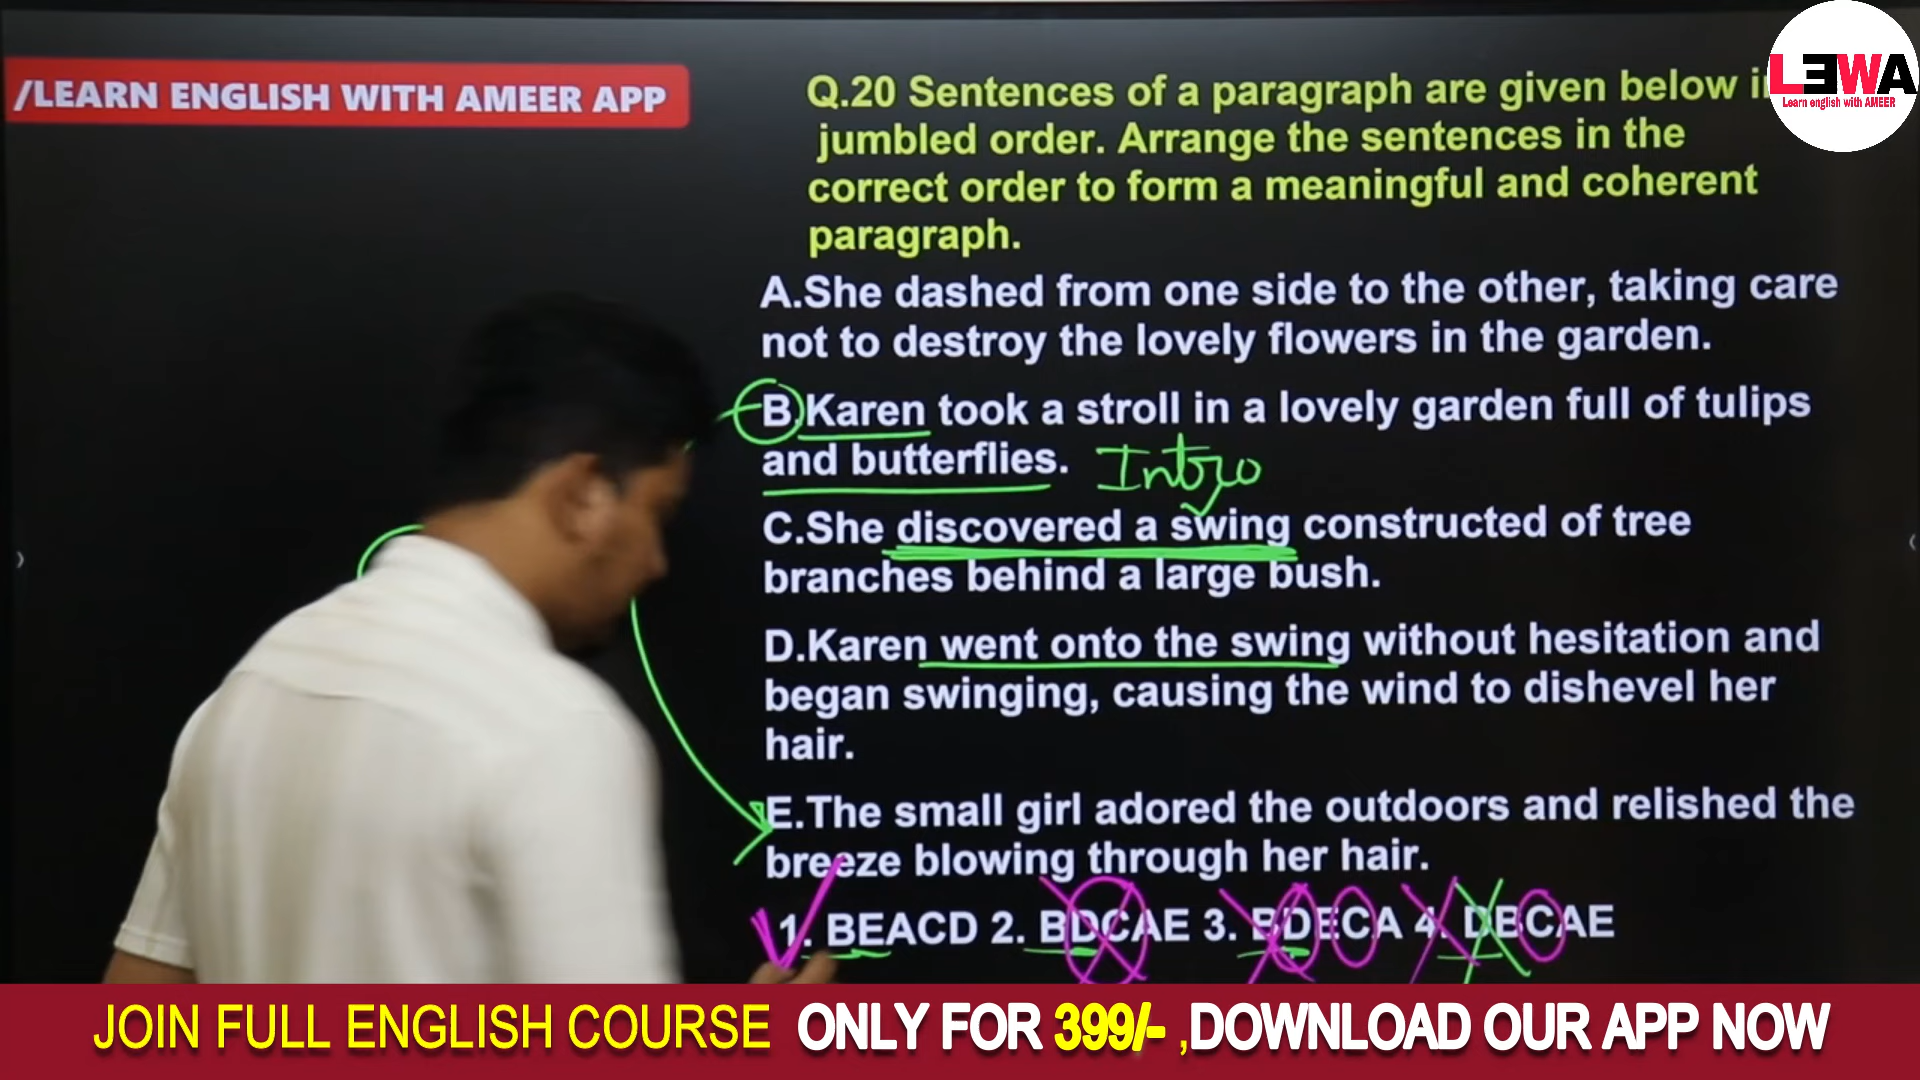 /LEARN ENGLISH WITH AMEER APP
LEWA
Learn english with AMEER
Q.20 Sentences of a paragraph are given below
jumbled order. Arrange the sentences in the
correct order to form a meaningful and coherent
paragraph.
A.She dashed from one side to the other, taking care
not to destroy the lovely flowers in the garden.
B.Karen took a stroll in a lovely garden full of tulips
and butterflies. Intro
C.She discovered a swing constructed of tree
branches behind a large bush.
D.Karen went onto the swing without hesitation and
began swinging, causing the wind to dishevel her
hair.
E.The small girl adored the outdoors and relished the
breeze blowing through her hair.
1. BEACD 2. BDCAE 3. BDECA 4. DBCAE
JOIN FULL ENGLISH COURSE ONLY FOR 399/- ,DOWNLOAD OUR APP NOW